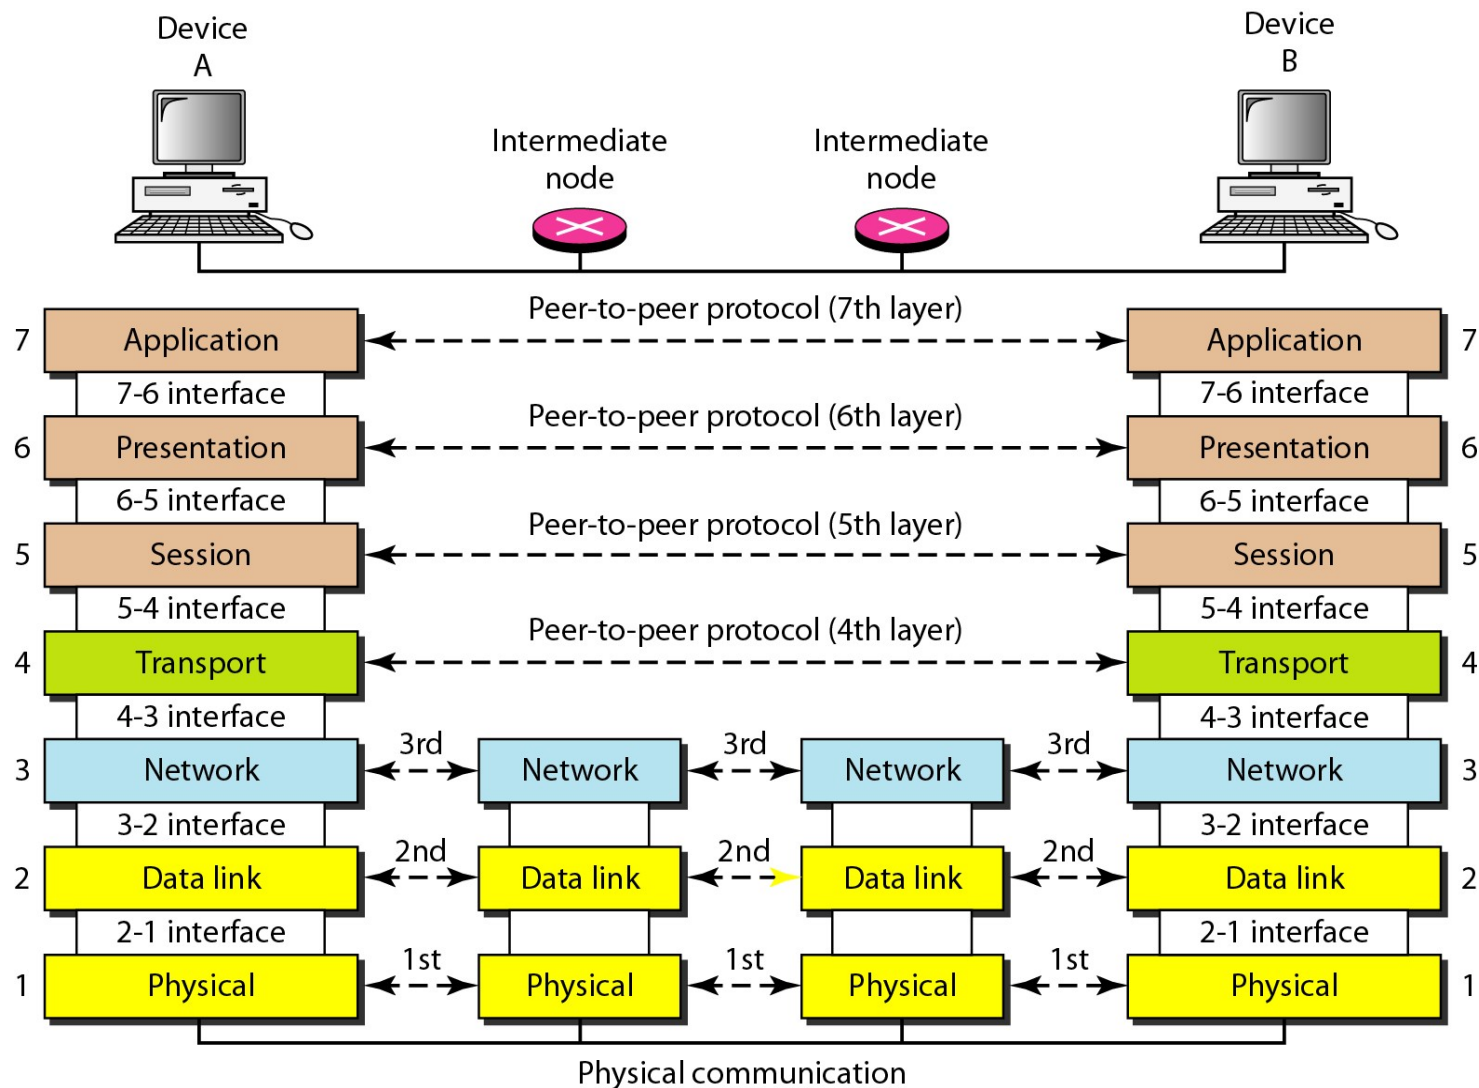 Device
A
Device
B
Intermediate
node
Intermediate
node
Peer-to-peer protocol (7th layer)
7 Application Application 7
7-6 interface 7-6 interface
Peer-to-peer protocol (6th layer)
6 Presentation Presentation 6
6-5 interface 6-5 interface
Peer-to-peer protocol (5th layer)
5 Session Session 5
5-4 interface 5-4 interface
Peer-to-peer protocol (4th layer)
4 Transport Transport 4
4-3 interface 4-3 interface
3rd 3rd 3rd
3 Network Network Network Network 3
3-2 interface 3-2 interface
2nd 2nd 2nd
2 Data link Data link Data link Data link 2
2-1 interface 2-1 interface
1st 1st 1st
1 Physical Physical Physical Physical 1
Physical communication